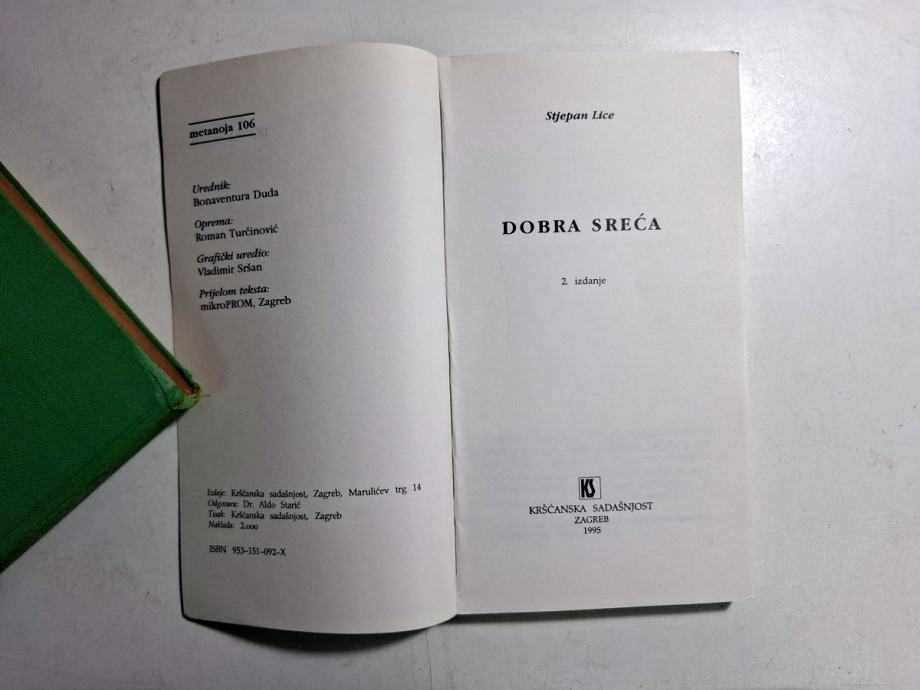 metanoja 106
Urednik:
Bonaventura Duda
Oprema:
Roman Turčinović
Grafički uredio:
Vladimir Sršan
Prijelom teksta:
mikroPROM, Zagreb
Izdaje: Kršćanska sadašnjost, Zagreb, Marulićev trg 14
Odgovara: Dr. Aldo Starić
Tisak: Kršćanska sadašnjost, Zagreb
Naklada: 2.000
ISBN 953-151-092-X
Stjepan Lice
DOBRA SREĆA
2. izdanje
KS
KRŠĆANSKA SADAŠNJOST
ZAGREB
1995